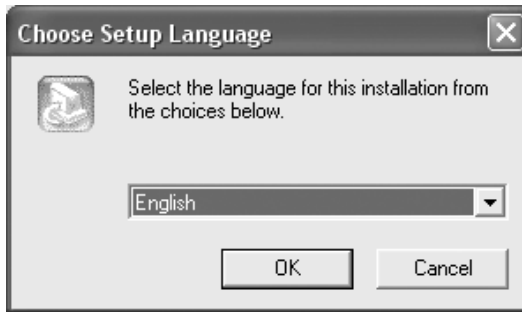 Choose Setup Language
Select the language for this installation from
the choices below.
English
OK
Cancel